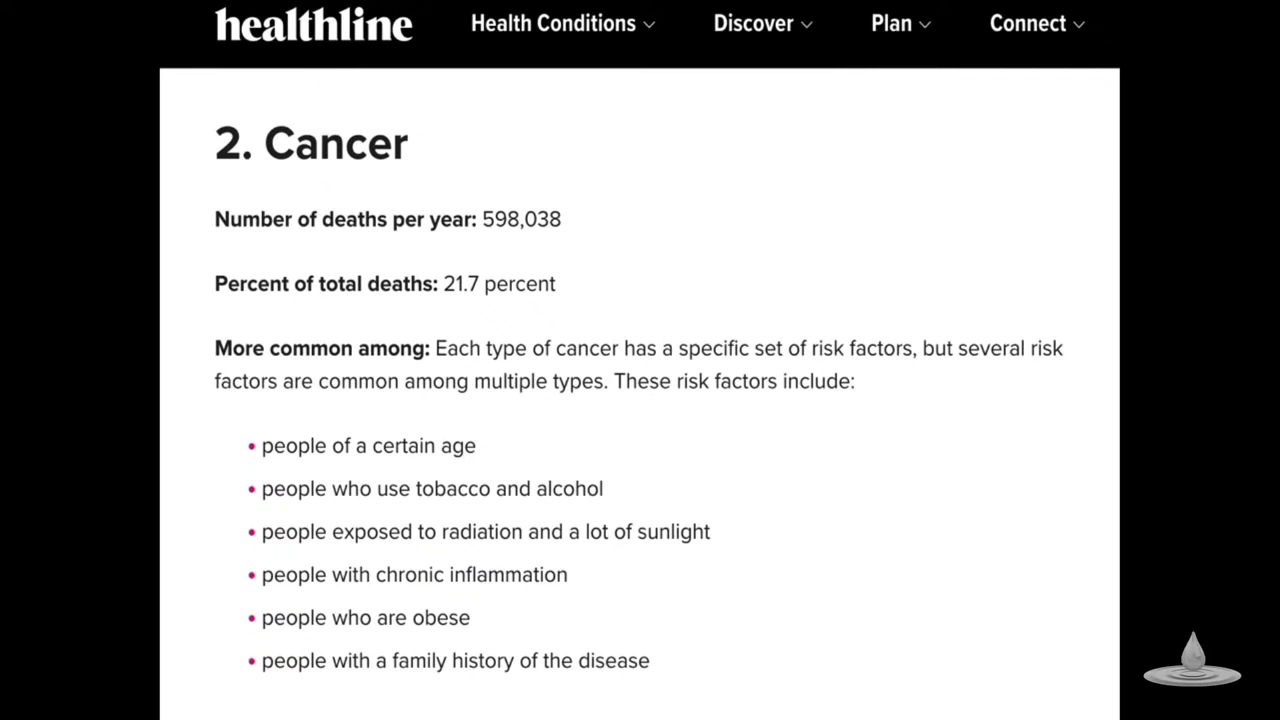 healthline Health Conditions Discover Plan Connect
2. Cancer
Number of deaths per year: 598,038
Percent of total deaths: 21.7 percent
More common among: Each type of cancer has a specific set of risk factors, but several risk
factors are common among multiple types. These risk factors include:
• people of a certain age
• people who use tobacco and alcohol
• people exposed to radiation and a lot of sunlight
• people with chronic inflammation
• people who are obese
• people with a family history of the disease